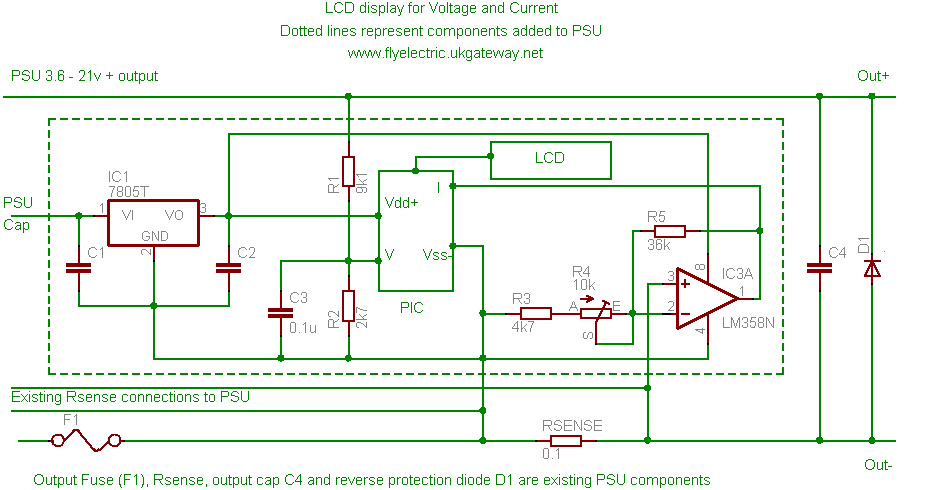 LCD display for Voltage and Current
Dotted lines represent components added to PSU
www.flyelectric.ukgateway.net
PSU 3.6 - 21v + output
Out+
IC1
7805T
PSU
Cap
1
VI
VO
3
GND
2
C1
C2
R1
9k1
LCD
Vdd+
I
V
Vss-
PIC
C3
0.1u
R2
2k7
R5
36k
R4
10k
A
E
S
R3
4k7
3
2
8
1
4
IC3A
LM358N
C4
D1
Existing Rsense connections to PSU
F1
RSENSE
0.1
Out-
Output Fuse (F1), Rsense, output cap C4 and reverse protection diode D1 are existing PSU components